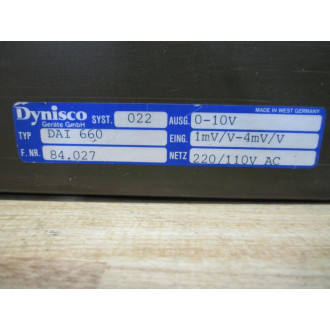 Dynisco
Geräte GmbH
SYST. 022
TYP DAI 660
F. NR. 84.027
MADE IN WEST GERMANY
AUSG. 0-10V
EING. 1mV/V-4mV/V
NETZ 220/110V AC